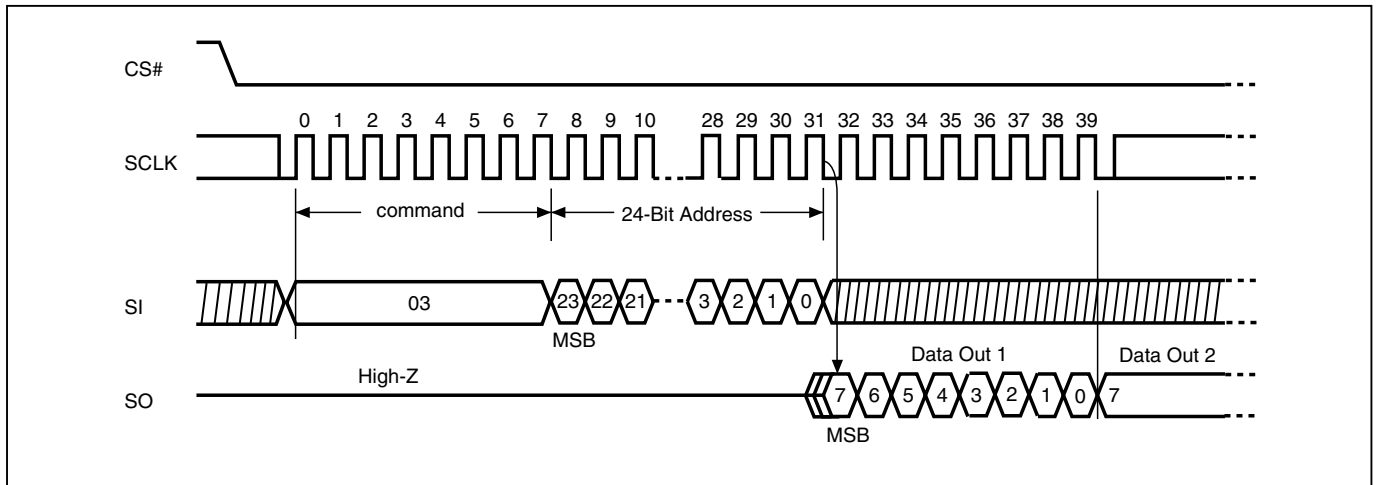 CS#
0 1 2 3 4 5 6 7 8 9 10 28 29 30 31 32 33 34 35 36 37 38 39
SCLK
command 24-Bit Address
SI 03 23 22 21 3 2 1 0
MSB
Data Out 1 Data Out 2
High-Z
SO 7 6 5 4 3 2 1 0 7
MSB